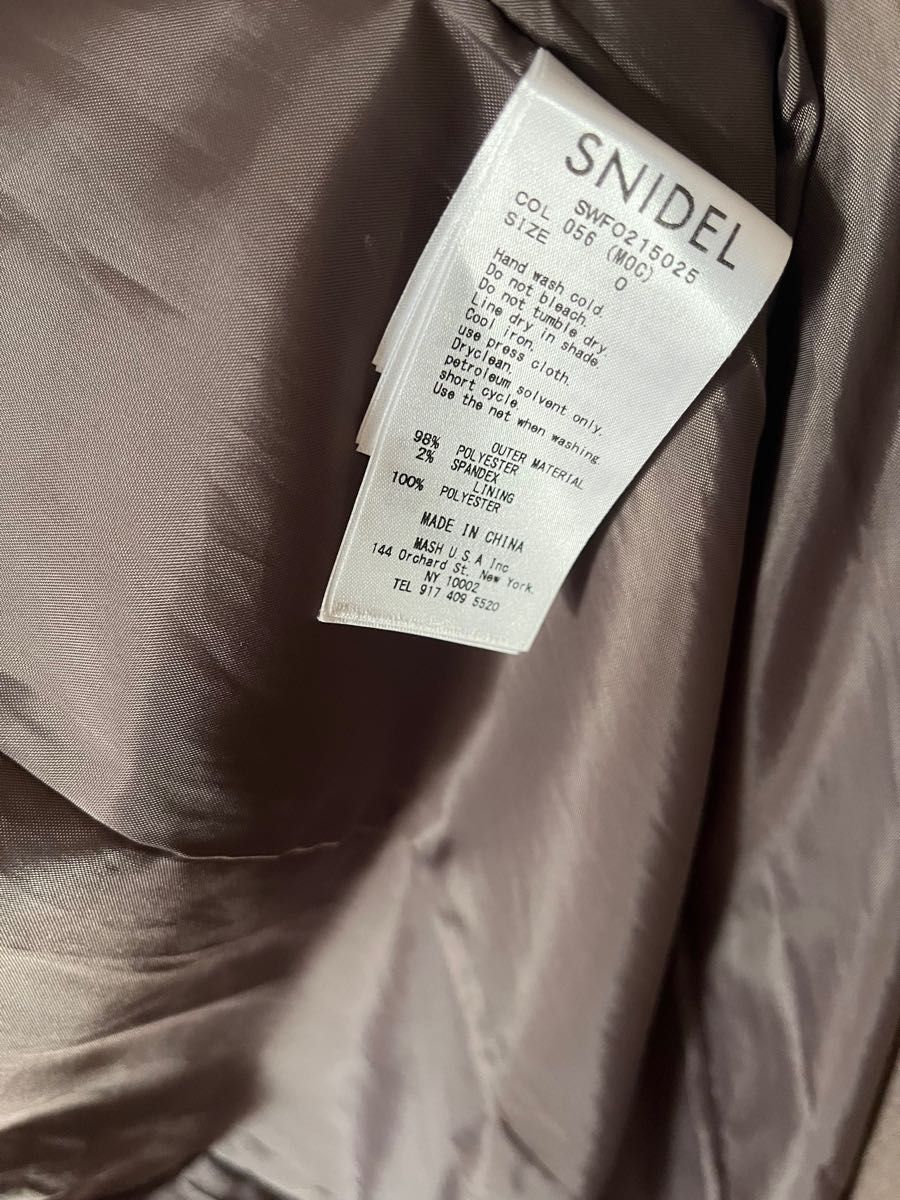 SNIDEL
SWFO215025
COL 056 (MOC)
SIZE 0
Hand wash cold.
Do not bleach.
Do not tumble dry.
Line dry in shade.
Cool iron,
use press cloth.
Dryclean,
petroleum solvent only.
short cycle
Use the net when washing.
OUTER MATERIAL
98% POLYESTER
2% SPANDEX
LINING
100% POLYESTER
MADE IN CHINA
MASH U.S.A Inc
144 Orchard St. New York.
NY 10002
TEL 917 409 5520